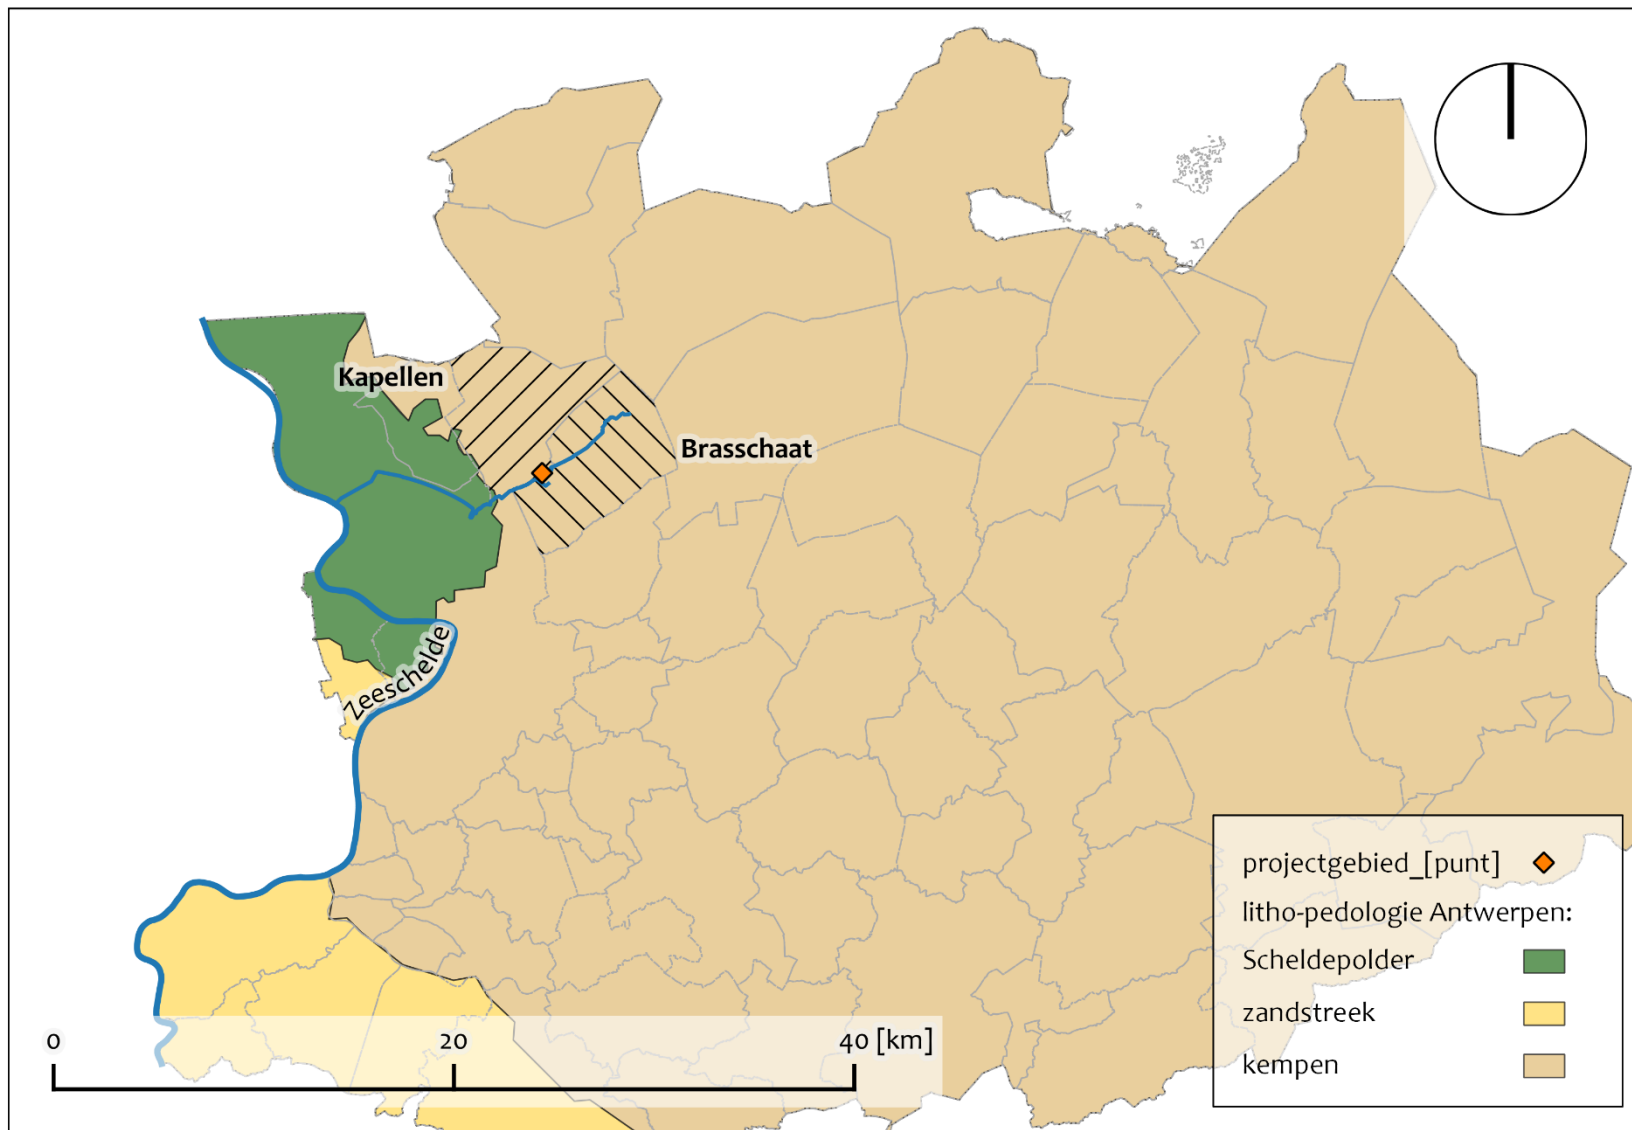 Kapellen
Brasschaat
Zeeschelde
projectgebied_[punt]
litho-pedologie Antwerpen:
Scheldepolder
zandstreek
kempen
0 20 40 [km]